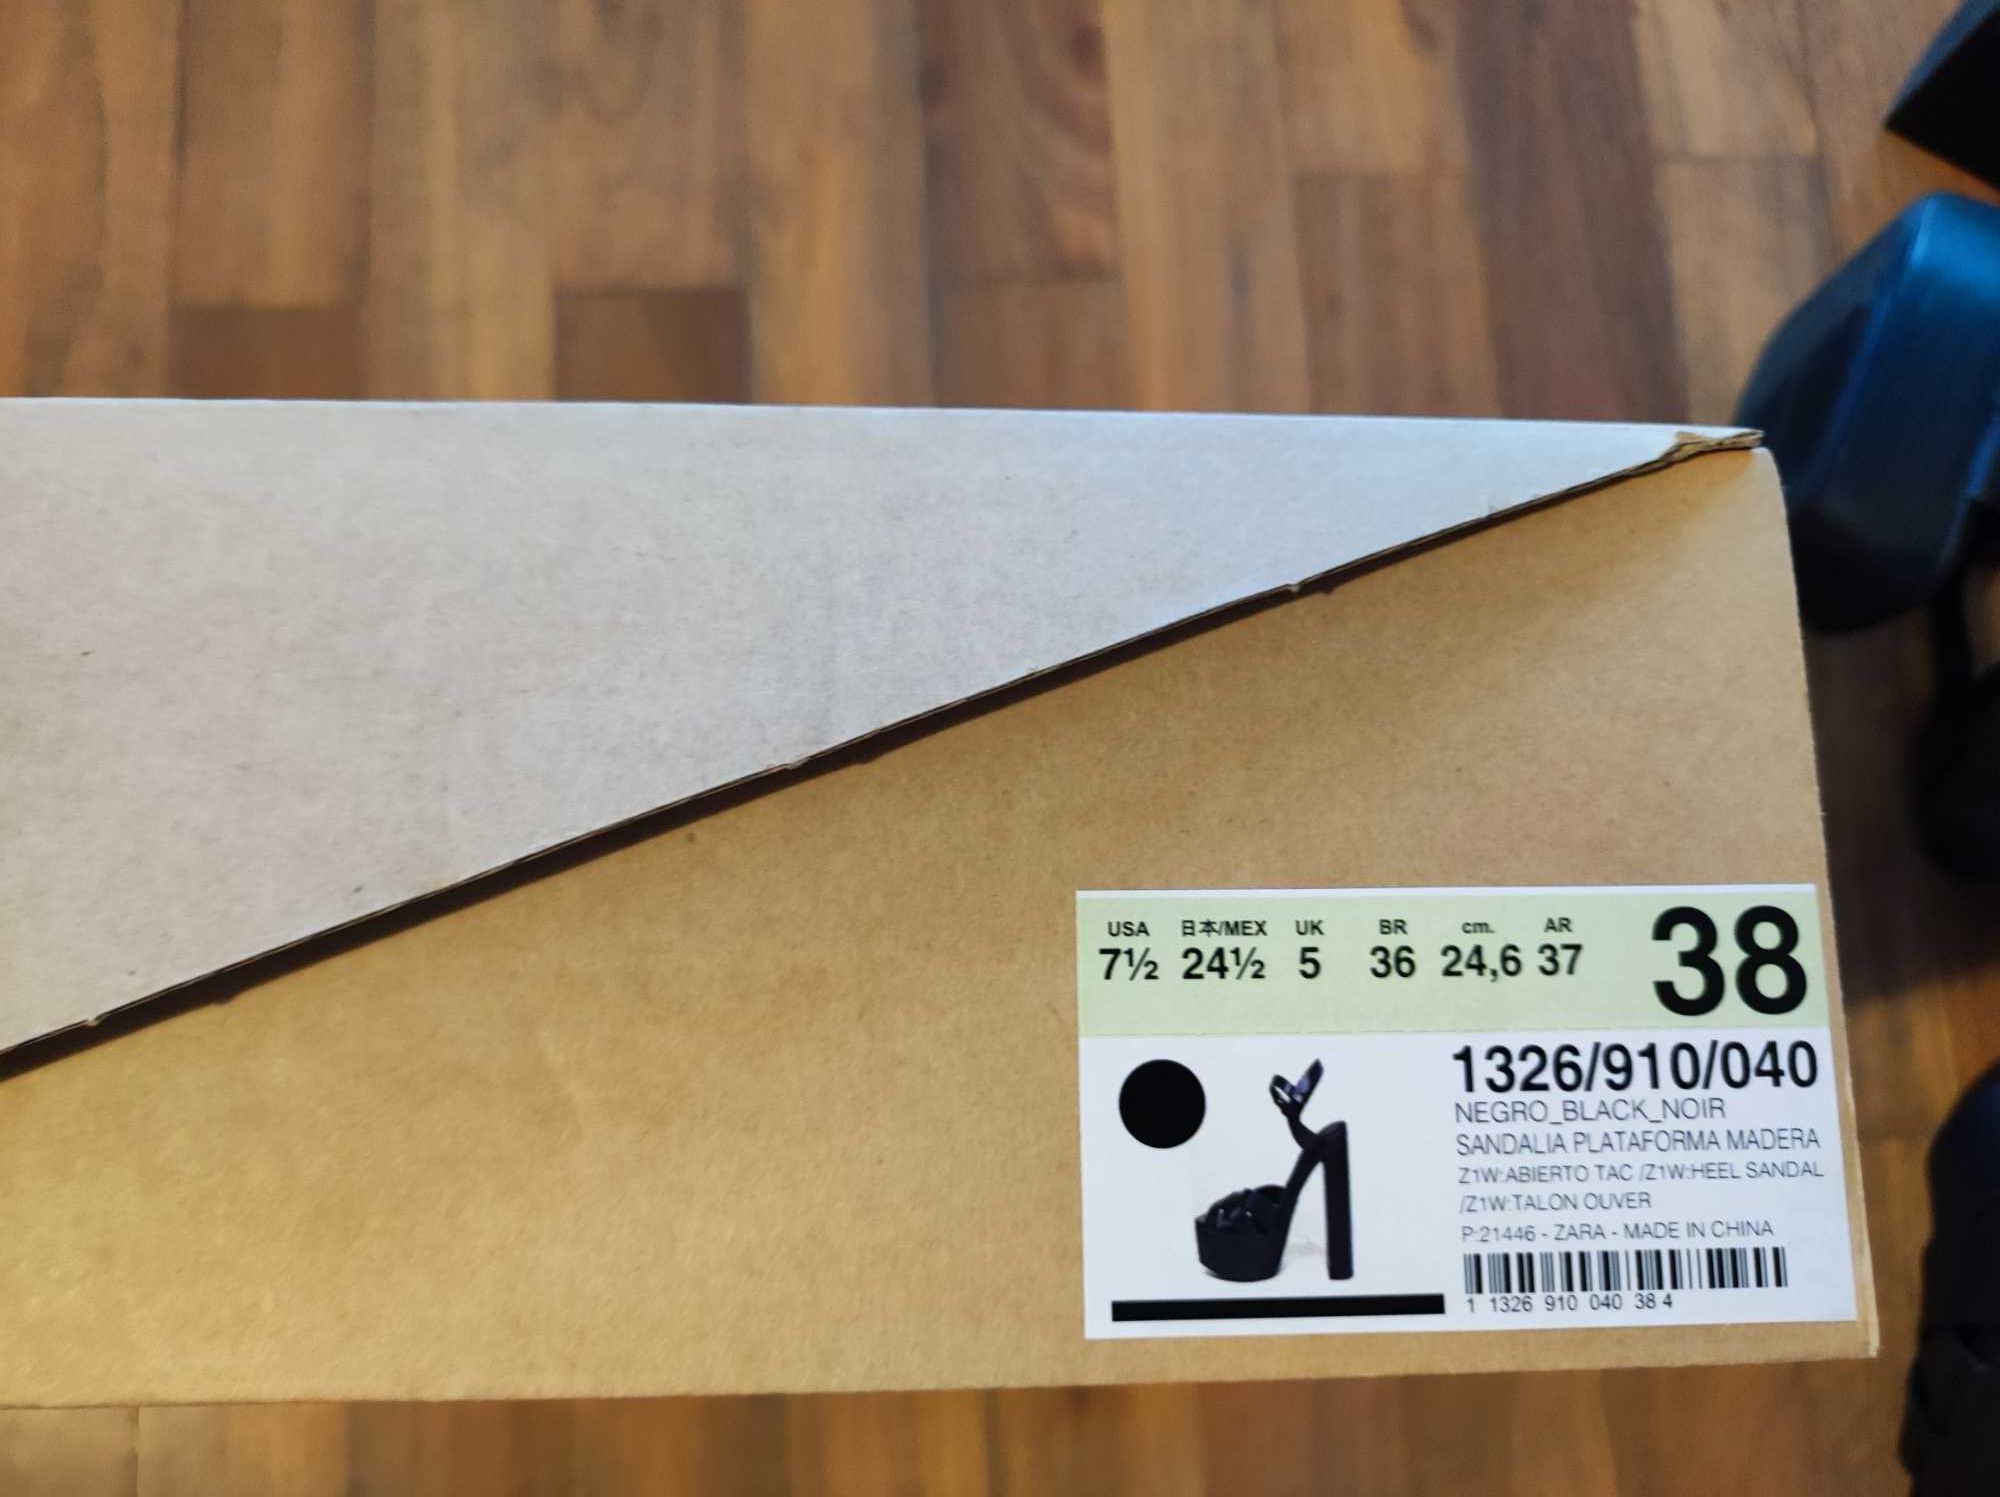 USA 日本/MEX UK BR cm. AR
7½ 24½ 5 36 24,6 37 38
1326/910/040
NEGRO_BLACK_NOIR
SANDALIA PLATAFORMA MADERA
Z1W:ABIERTO TAC /Z1W:HEEL SANDAL
/Z1W:TALON OUVER
P:21446 - ZARA - MADE IN CHINA
1 1326 910 040 38 4